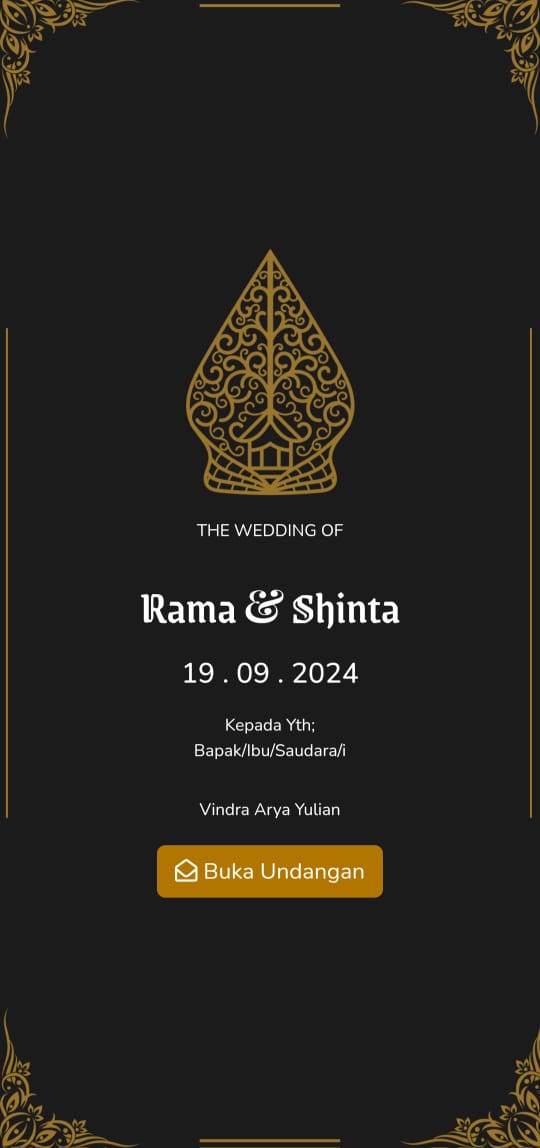 THE WEDDING OF
Rama & Shinta
19 . 09 . 2024
Kepada Yth;
Bapak/Ibu/Saudara/i
Vindra Arya Yulian
Buka Undangan